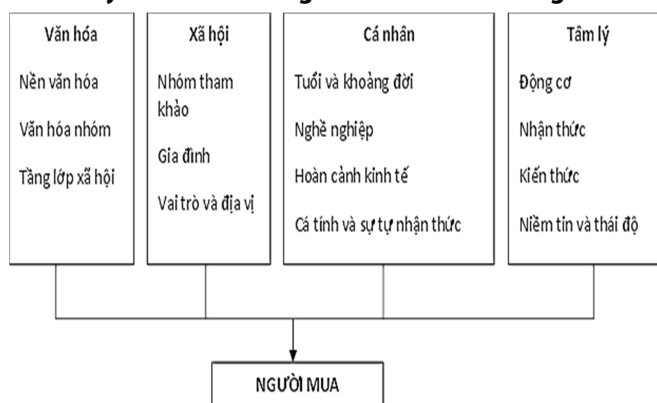 Văn hóa
Nền văn hóa
Văn hóa nhóm
Tầng lớp xã hội
Xã hội
Nhóm tham
khảo
Gia đình
Vai trò và địa vị
Cá nhân
Tuổi và khoảng đời
Nghề nghiệp
Hoàn cảnh kinh tế
Cá tính và sự tự nhận thức
Tâm lý
Động cơ
Nhận thức
Kiến thức
Niềm tin và thái độ
NGƯỜI MUA